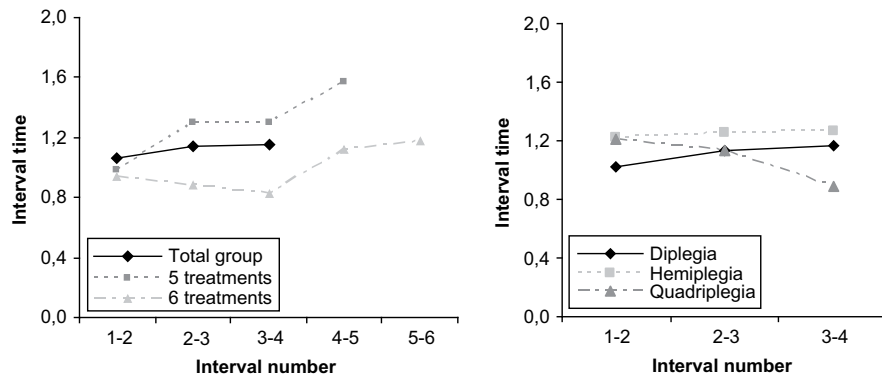 2,0
1,6
1,2
0,8
0,4
0,0
Interval time
Total group
5 treatments
6 treatments
1-2 2-3 3-4 4-5 5-6
Interval number
2,0
1,6
1,2
0,8
0,4
0,0
Interval time
Diplegia
Hemiplegia
Quadriplegia
1-2 2-3 3-4
Interval number